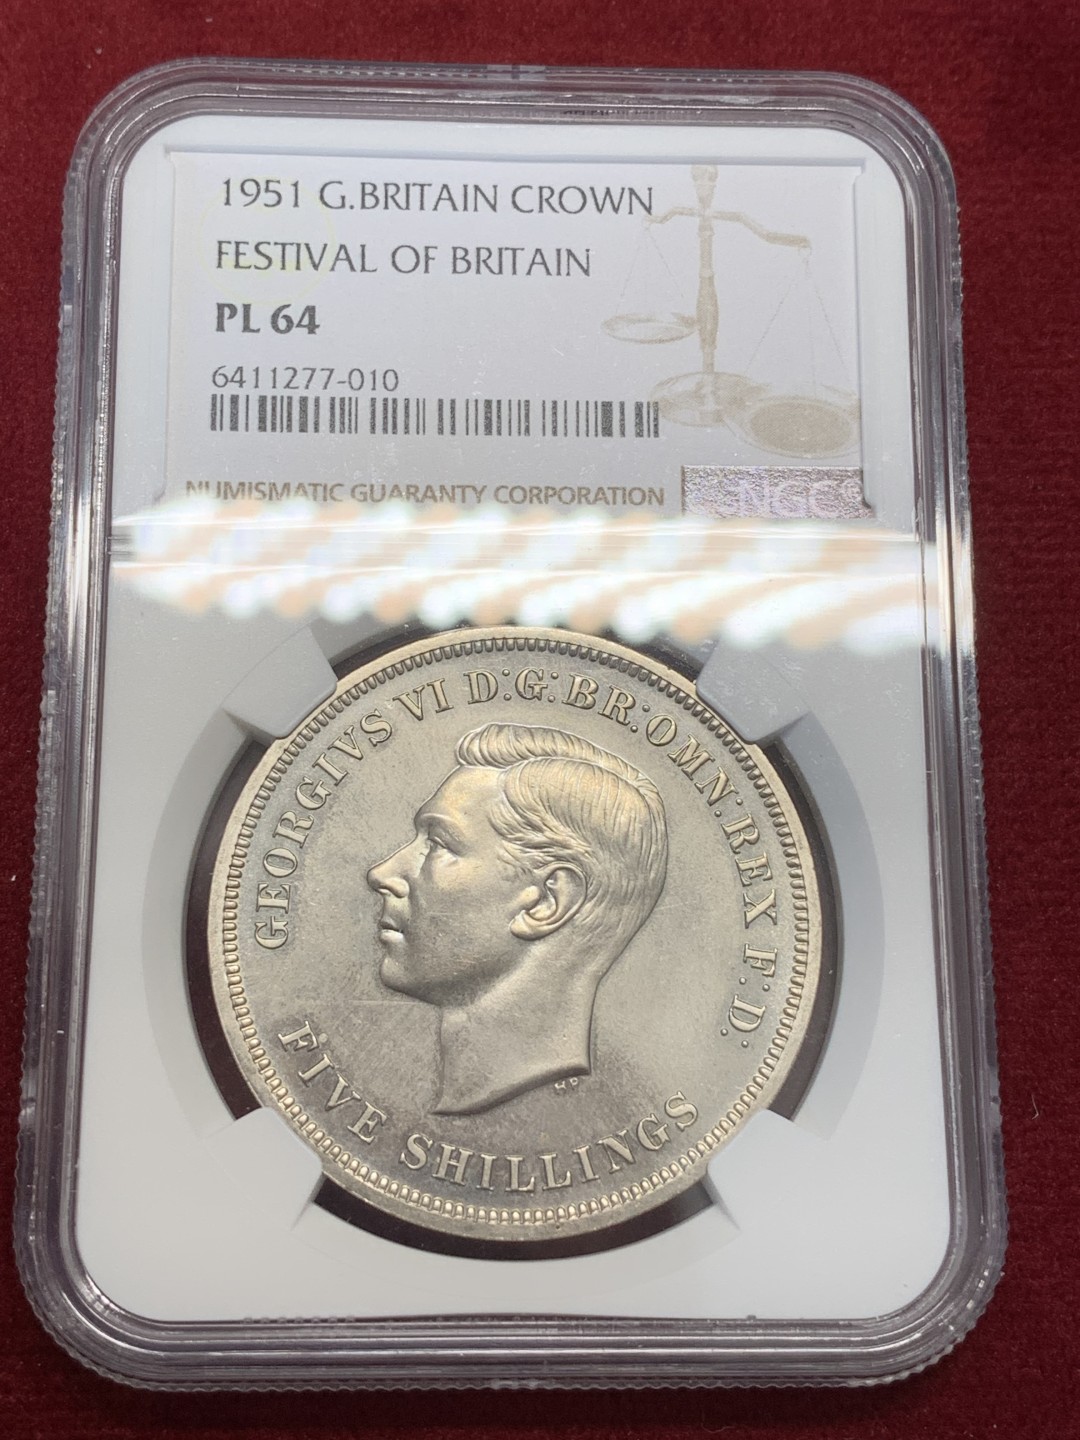 1951 G.BRITAIN CROWN
FESTIVAL OF BRITAIN
PL 64
6411277-010
NUMISMATIC GUARANTY CORPORATION
NGC®
GEORGIVS VI D:G:BR:OMN:REX F:D:
HP
FIVE SHILLINGS